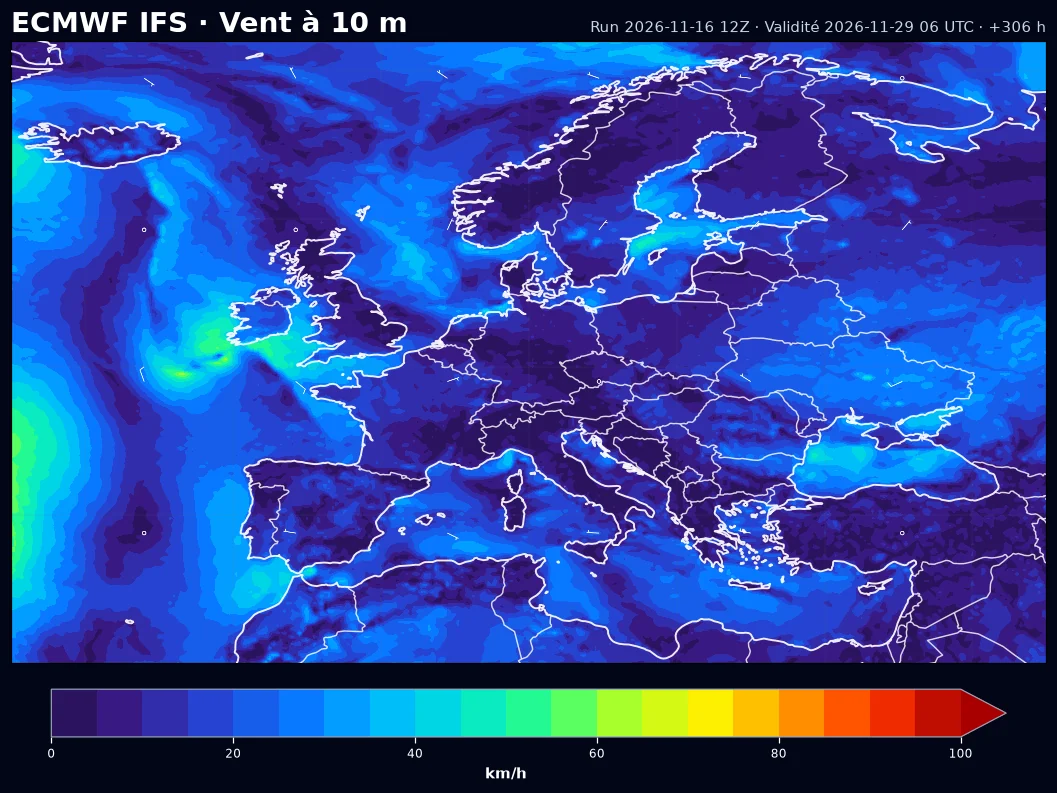 ECMWF IFS · Vent à 10 m
Run 2026-11-16 12Z · Validité 2026-11-29 06 UTC · +306 h
0 20 40 60 80 100
km/h